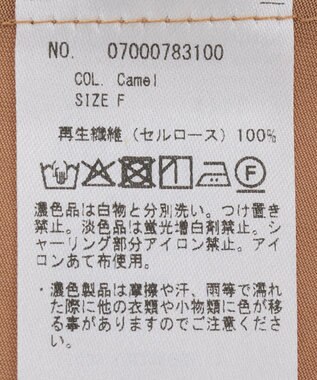 NO. 07000783100
COL. Camel
SIZE F
再生繊維(セルロース) 100%
F
濃色品は白物と分別洗い。つけ置き
禁止。淡色品は蛍光増白剤禁止。シ
ャーリング部分アイロン禁止。アイ
ロンあて布使用。
・濃色製品は摩擦や汗、雨等で濡れ
た際に他の衣類や小物類に色が移
る事がありますのでご注意くださ
い。